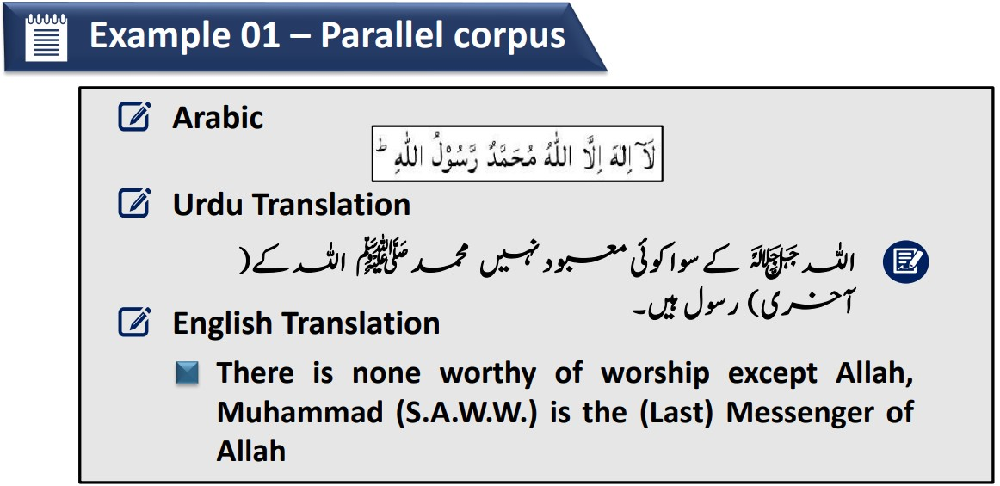 Example 01 – Parallel corpus
Arabic
لَآ اِلٰهَ اِلَّا اللّٰهُ مُحَمَّدٌ رَّسُوْلُ اللّٰهِ ؕ
Urdu Translation
اللہ ﷻ کے سوا کوئی معبود نہیں محمد ﷺ اللہ کے(
آخری) رسول ہیں۔
English Translation
There is none worthy of worship except Allah,
Muhammad (S.A.W.W.) is the (Last) Messenger of
Allah